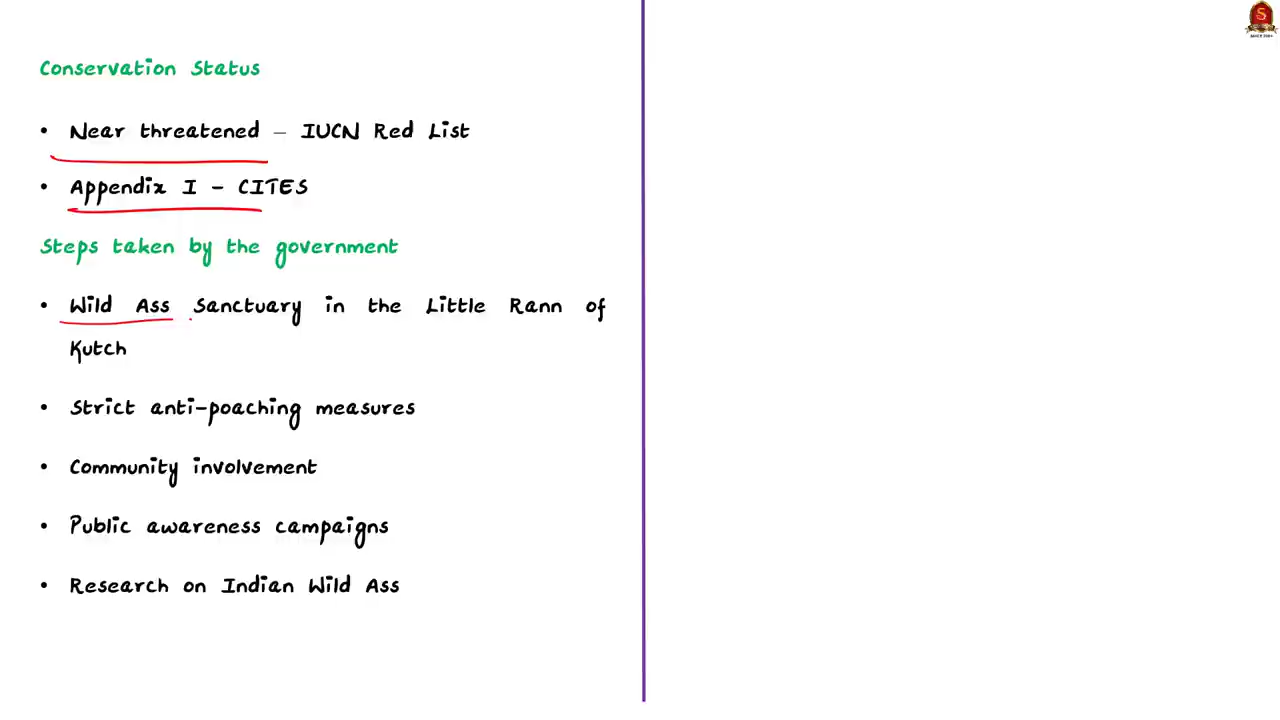 Conservation Status
• Near threatened – IUCN Red List
• Appendix I - CITES
Steps taken by the government
• Wild Ass Sanctuary in the Little Rann of
Kutch
• Strict anti-poaching measures
• Community involvement
• Public awareness campaigns
• Research on Indian Wild Ass
S